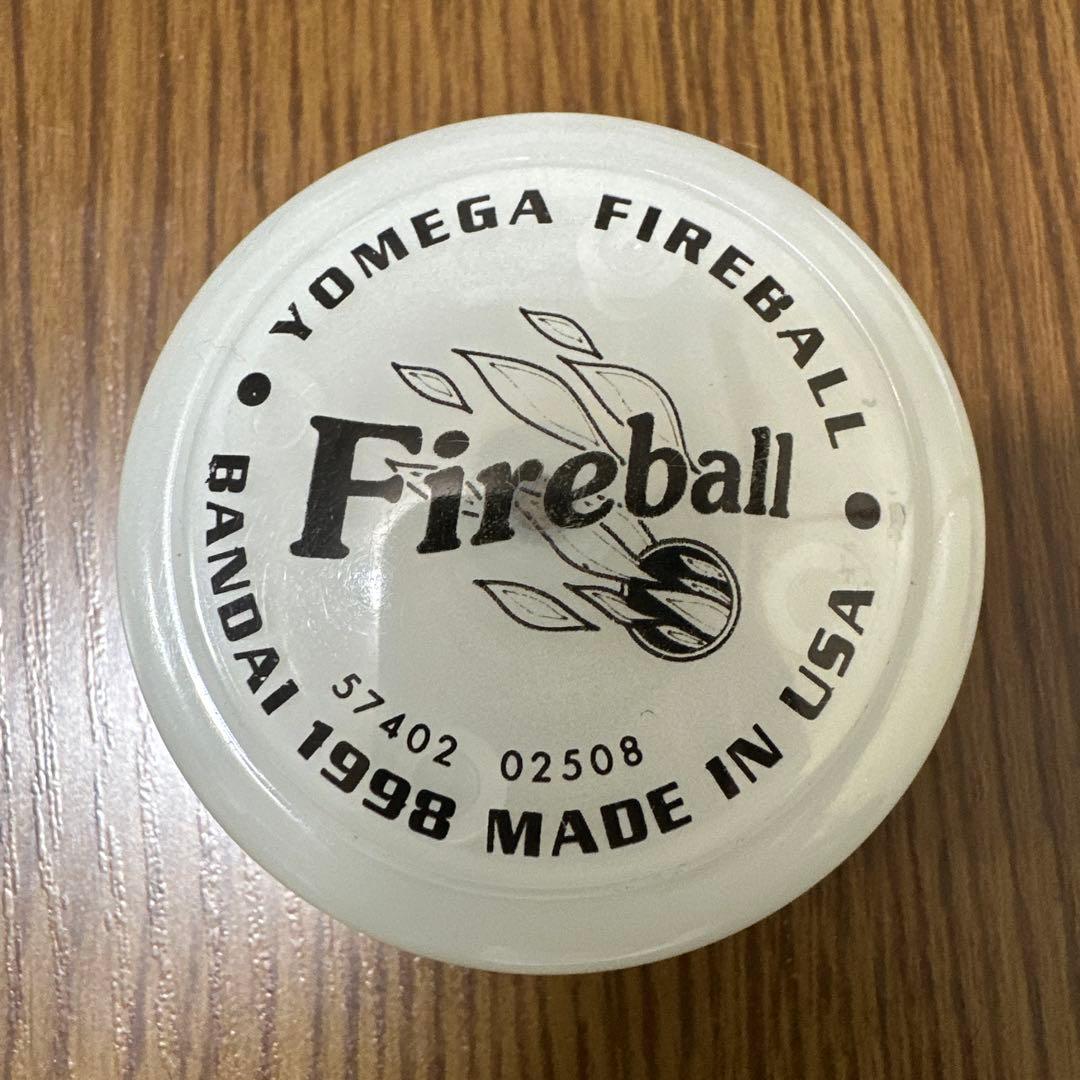 YOMEGA FIREBALL
Fireball
57402 02508
BANDAI 1998 MADE IN USA